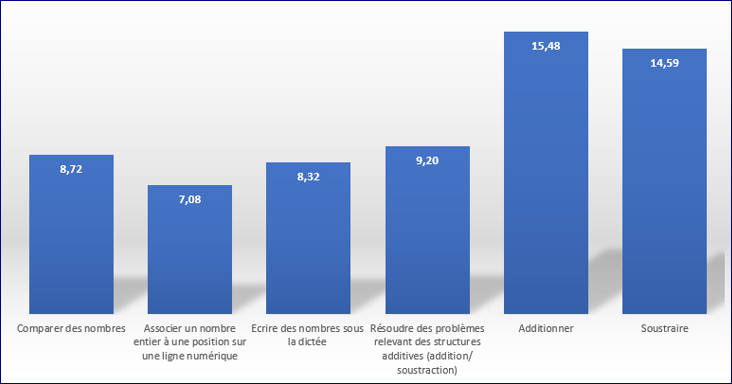 15,48
14,59
8,72
9,20
8,32
7,08
Comparer des nombres
Associer un nombre
entier à une position sur
une ligne numérique
Ecrire des nombres sous
la dictée
Résoudre des problèmes
relevant des structures
additives (addition/
soustraction)
Additionner
Soustraire